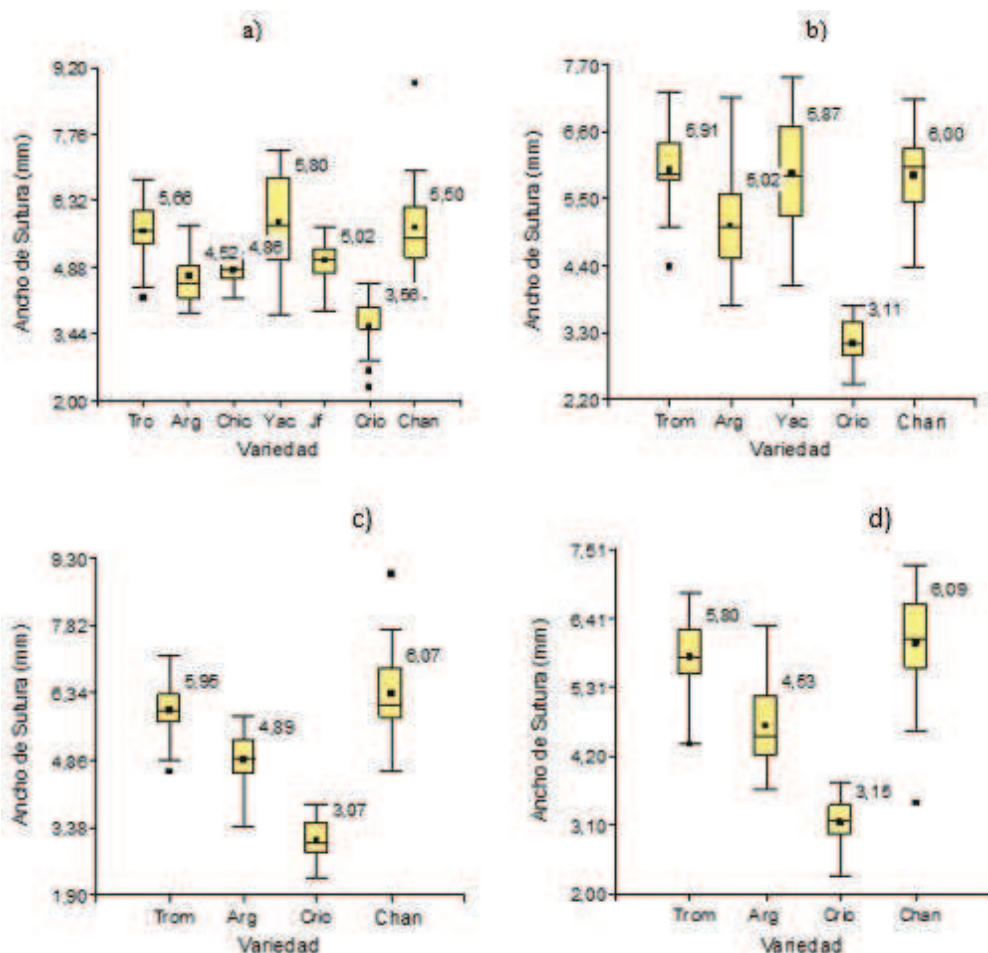 a)
Ancho de Sutura (mm)
9,20
7,76
6,32
4,88
3,44
2,00
5,66
4,52
4,86
5,80
5,02
3,56
5,50
Tro Arg Chic Yac Jf Crio Chan
Variedad
b)
Ancho de Sutura (mm)
7,70
6,60
5,50
4,40
3,30
2,20
5,91
5,02
5,87
3,11
6,00
Trom Arg Yac Crio Chan
Variedad
c)
Ancho de Sutura (mm)
9,30
7,82
6,34
4,86
3,38
1,90
5,95
4,89
3,07
6,07
Trom Arg Crio Chan
Variedad
d)
Ancho de Sutura (mm)
7,51
6,41
5,31
4,20
3,10
2,00
5,80
4,53
3,15
6,09
Trom Arg Crio Chan
Variedad